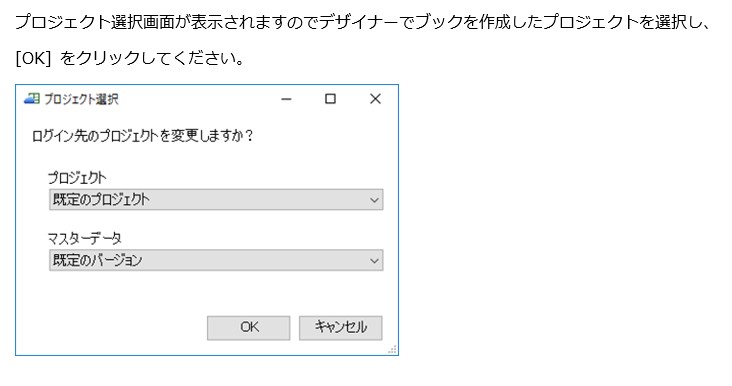 プロジェクト選択画面が表示されますのでデザイナーでブックを作成したプロジェクトを選択し、
[OK] をクリックしてください。
プロジェクト選択
ログイン先のプロジェクトを変更しますか？
プロジェクト
既定のプロジェクト
マスターデータ
既定のバージョン
OK キャンセル